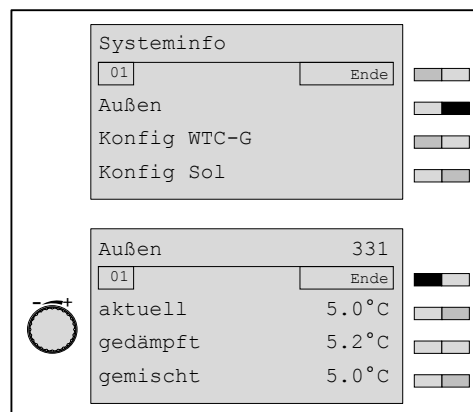 Systeminfo
01 Ende
Außen
Konfig WTC-G
Konfig Sol
Außen 331
01 Ende
aktuell 5.0°C
gedämpft 5.2°C
gemischt 5.0°C
- +